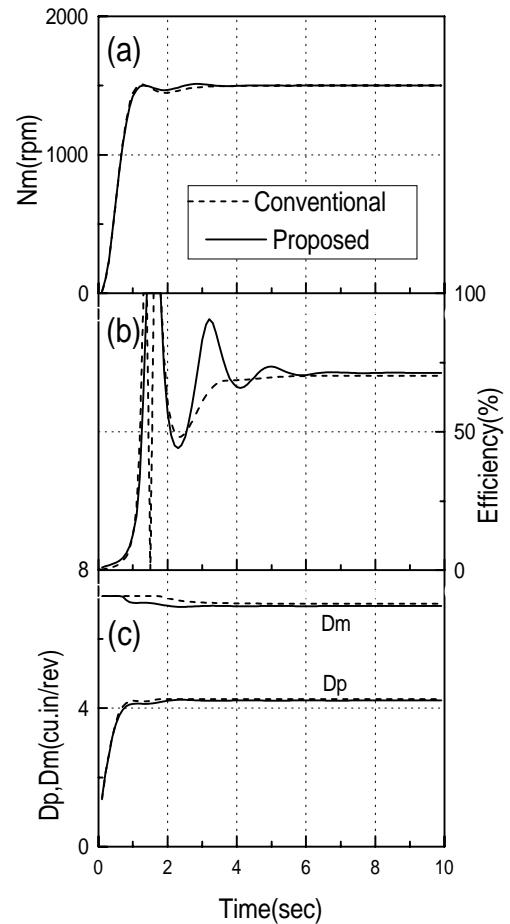 2000
(a)
Nm(rpm)
1000
Conventional
Proposed
0
100
(b)
50
Efficiency(%)
8
0
(c)
Dm
Dp
Dp,Dm(cu.in/rev)
4
0
0 2 4 6 8 10
Time(sec)